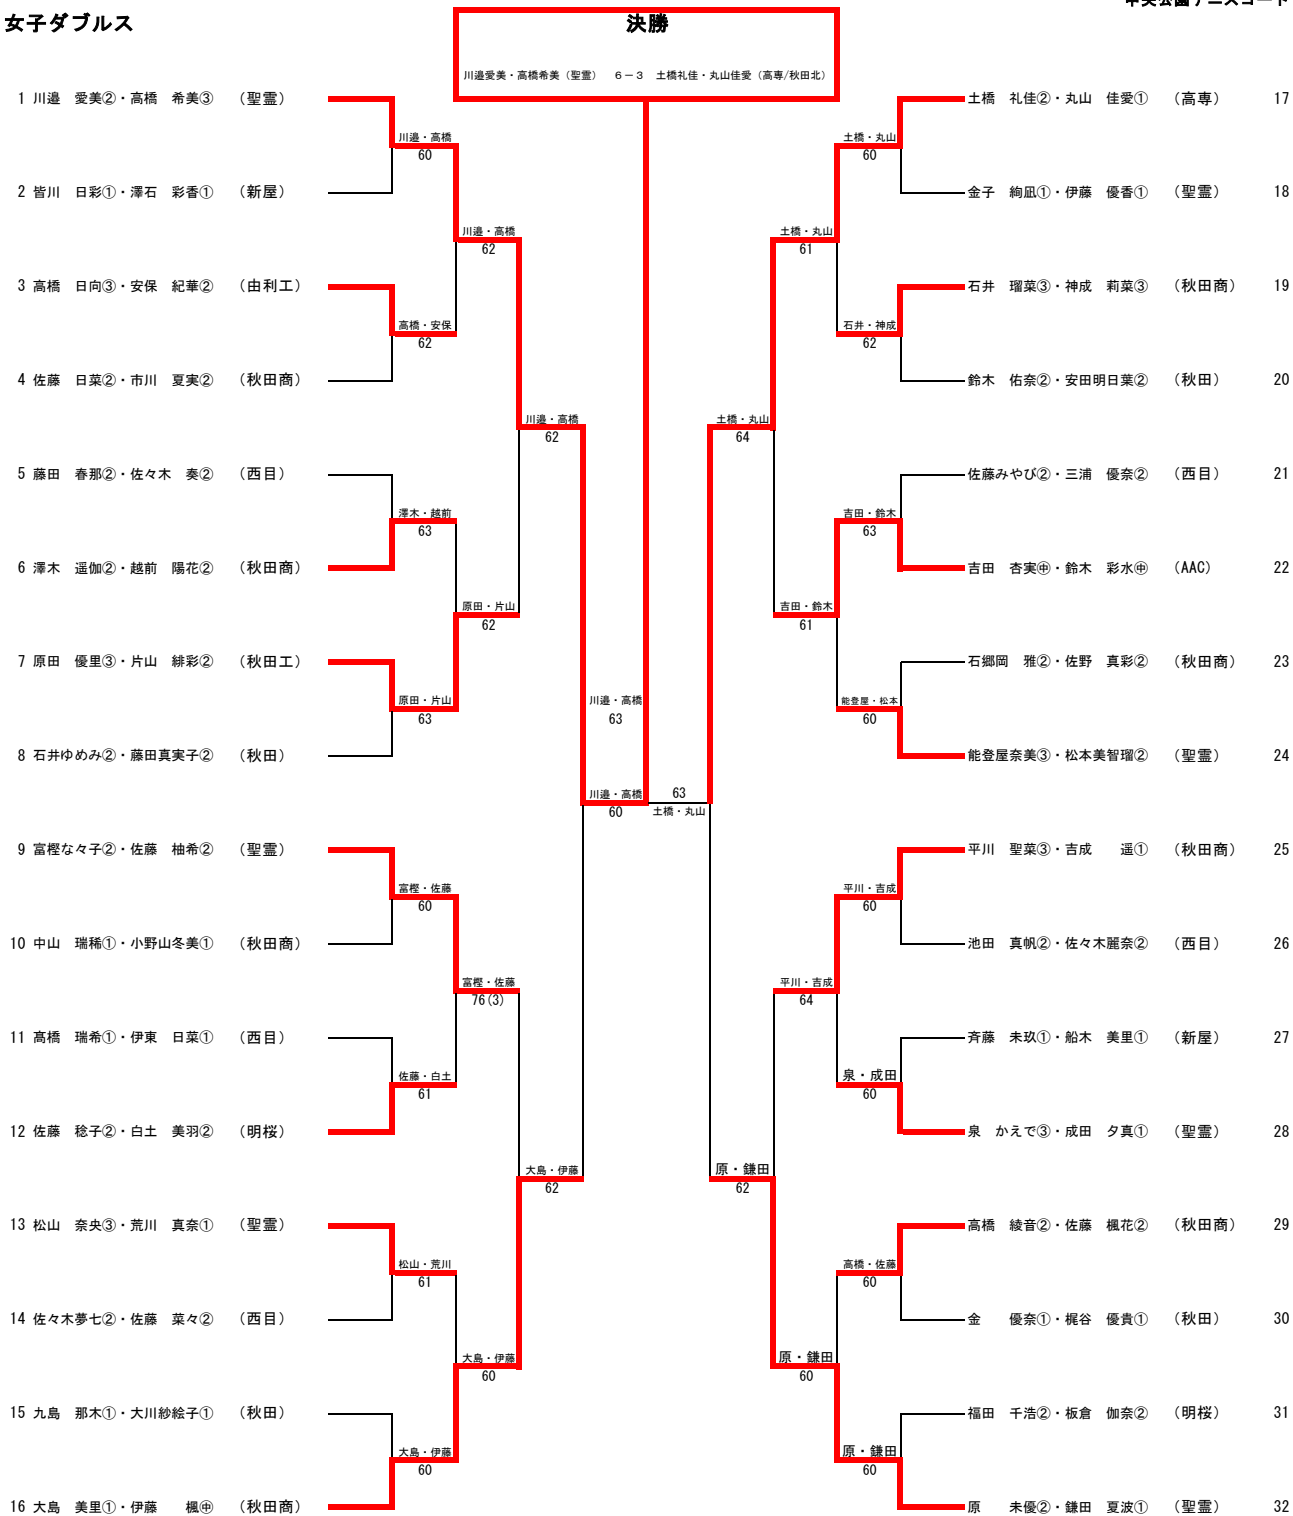 中央公園テニスコート
女子ダブルス
決勝
川邉愛美・高橋希美（聖霊）　６－３　土橋礼佳・丸山佳愛（高専/秋田北）
1 川邉　愛美②・高橋　希美③　（聖霊）
土橋　礼佳②・丸山　佳愛①　（高専）　17
川邉・高橋
60
土橋・丸山
60
2 皆川　日彩①・澤石　彩香①　（新屋）
金子　絢凪①・伊藤　優香①　（聖霊）　18
川邉・高橋
62
土橋・丸山
61
3 高橋　日向③・安保　紀華②　（由利工）
石井　瑠菜③・神成　莉菜③　（秋田商）　19
高橋・安保
62
石井・神成
62
4 佐藤　日菜②・市川　夏実②　（秋田商）
鈴木　佑奈②・安田明日葉②　（秋田）　20
川邉・高橋
62
土橋・丸山
64
5 藤田　春那②・佐々木　奏②　（西目）
佐藤みやび②・三浦　優奈②　（西目）　21
澤木・越前
63
吉田・鈴木
63
6 澤木　遥伽②・越前　陽花②　（秋田商）
吉田　杏実㊥・鈴木　彩水㊥　（AAC）　22
原田・片山
62
吉田・鈴木
61
7 原田　優里③・片山　緋彩②　（秋田工）
石郷岡　雅②・佐野　真彩②　（秋田商）　23
原田・片山
63
川邉・高橋
63
能登屋・松本
60
8 石井ゆめみ②・藤田真実子②　（秋田）
能登屋奈美③・松本美智瑠②　（聖霊）　24
川邉・高橋
60
63
土橋・丸山
9 富樫な々子②・佐藤　柚希②　（聖霊）
平川　聖菜③・吉成　　遥①　（秋田商）　25
富樫・佐藤
60
平川・吉成
60
10 中山　瑞稀①・小野山冬美①　（秋田商）
池田　真帆②・佐々木麗奈②　（西目）　26
富樫・佐藤
76(3)
平川・吉成
64
11 髙橋　瑞希①・伊東　日菜①　（西目）
斉藤　未玖①・船木　美里①　（新屋）　27
佐藤・白土
61
泉・成田
60
12 佐藤　稔子②・白土　美羽②　（明桜）
泉　かえで③・成田　夕真①　（聖霊）　28
大島・伊藤
62
原・鎌田
62
13 松山　奈央③・荒川　真奈①　（聖霊）
高橋　綾音②・佐藤　楓花②　（秋田商）　29
松山・荒川
61
高橋・佐藤
60
14 佐々木夢七②・佐藤　菜々②　（西目）
金　　優奈①・梶谷　優貴①　（秋田）　30
大島・伊藤
60
原・鎌田
60
15 九島　那木①・大川紗絵子①　（秋田）
福田　千浩②・板倉　伽奈②　（明桜）　31
大島・伊藤
60
原・鎌田
60
16 大島　美里①・伊藤　　楓㊥　（秋田商）
原　　未優②・鎌田　夏波①　（聖霊）　32